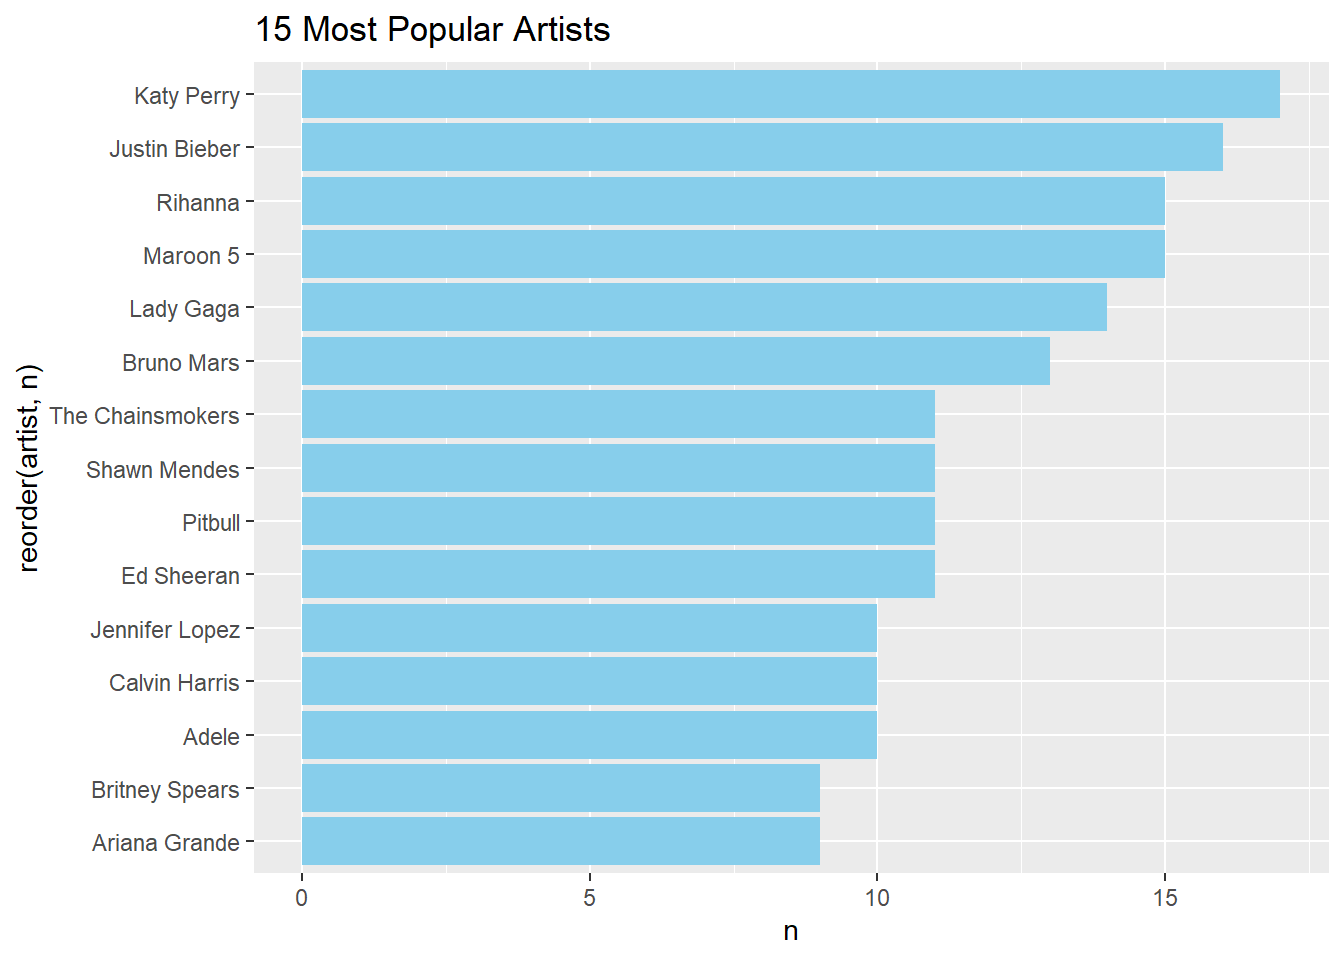 15 Most Popular Artists
reorder(artist, n)
Katy Perry
Justin Bieber
Rihanna
Maroon 5
Lady Gaga
Bruno Mars
The Chainsmokers
Shawn Mendes
Pitbull
Ed Sheeran
Jennifer Lopez
Calvin Harris
Adele
Britney Spears
Ariana Grande
0 5 10 15
n